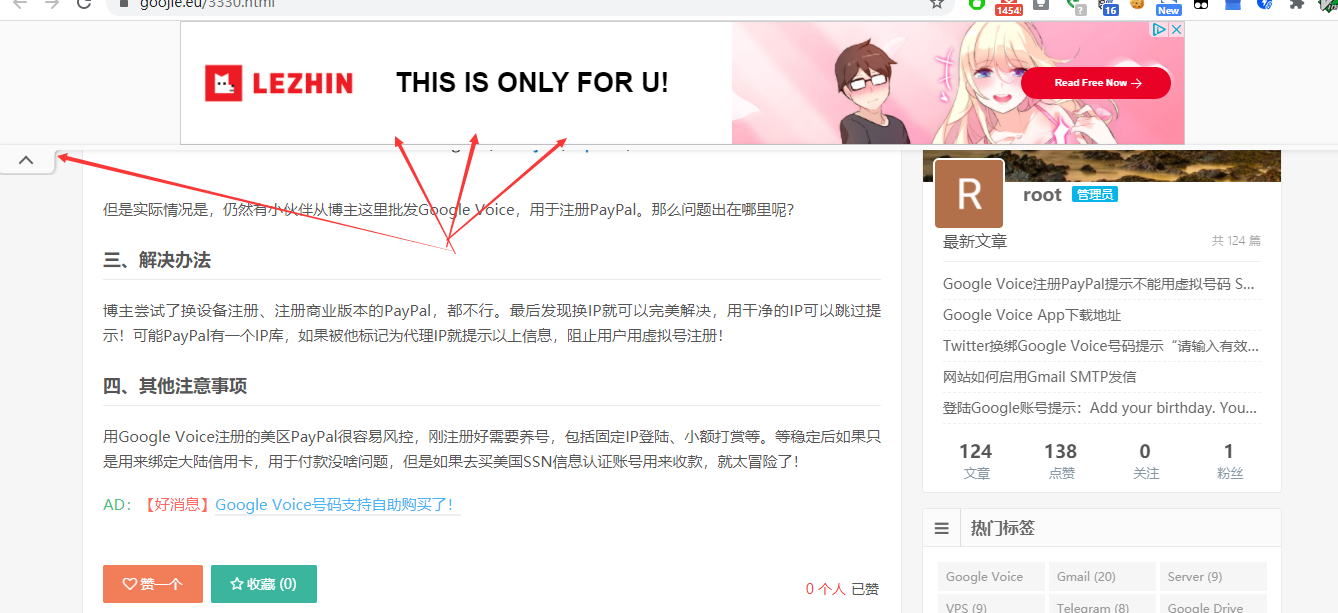 goojie.eu/3330.html
1454!
?
16
New
LEZHIN
THIS IS ONLY FOR U!
Read Free Now →
但是实际情况是，仍然有小伙伴从博主这里批发Google Voice，用于注册PayPal。那么问题出在哪里呢？
三、解决办法
博主尝试了换设备注册、注册商业版本的PayPal，都不行。最后发现换IP就可以完美解决，用干净的IP可以跳过提
示！可能PayPal有一个IP库，如果被他标记为代理IP就提示以上信息，阻止用户用虚拟号注册！
四、其他注意事项
用Google Voice注册的美区PayPal很容易风控，刚注册好需要养号，包括固定IP登陆、小额打赏等。等稳定后如果只
是用来绑定大陆信用卡，用于付款没啥问题，但是如果去买美国SSN信息认证账号用来收款，就太冒险了！
AD：【好消息】Google Voice号码支持自助购买了！
赞一个
收藏 (0)
0 个人 已赞
R
root
管理员
最新文章
共 124 篇
Google Voice注册PayPal提示不能用虚拟号码 S...
Google Voice App下载地址
Twitter换绑Google Voice号码提示“请输入有效...
网站如何启用Gmail SMTP发信
登陆Google账号提示：Add your birthday. You...
124 138 0 1
文章 点赞 关注 粉丝
热门标签
Google Voice Gmail (20) Server (9)
VPS (9) Telegram (8) Google Drive